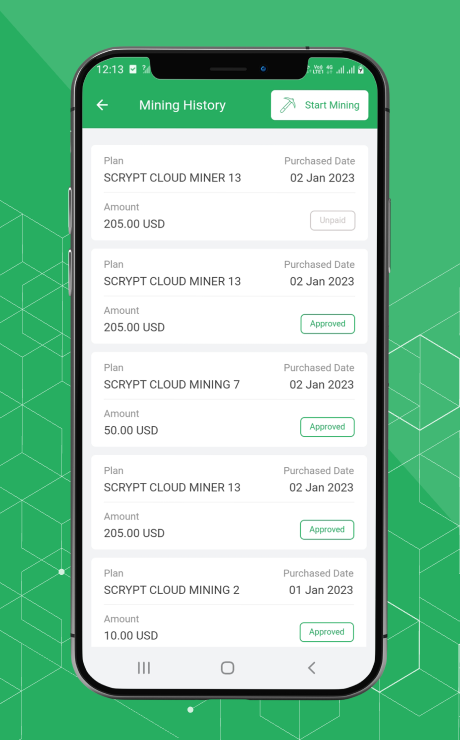 12:13
Mining History
Start Mining
Plan Purchased Date
SCRYPT CLOUD MINER 13 02 Jan 2023
Amount
205.00 USD Unpaid
Plan Purchased Date
SCRYPT CLOUD MINER 13 02 Jan 2023
Amount
205.00 USD Approved
Plan Purchased Date
SCRYPT CLOUD MINING 7 02 Jan 2023
Amount
50.00 USD Approved
Plan Purchased Date
SCRYPT CLOUD MINER 13 02 Jan 2023
Amount
205.00 USD Approved
Plan Purchased Date
SCRYPT CLOUD MINING 2 01 Jan 2023
Amount
10.00 USD Approved